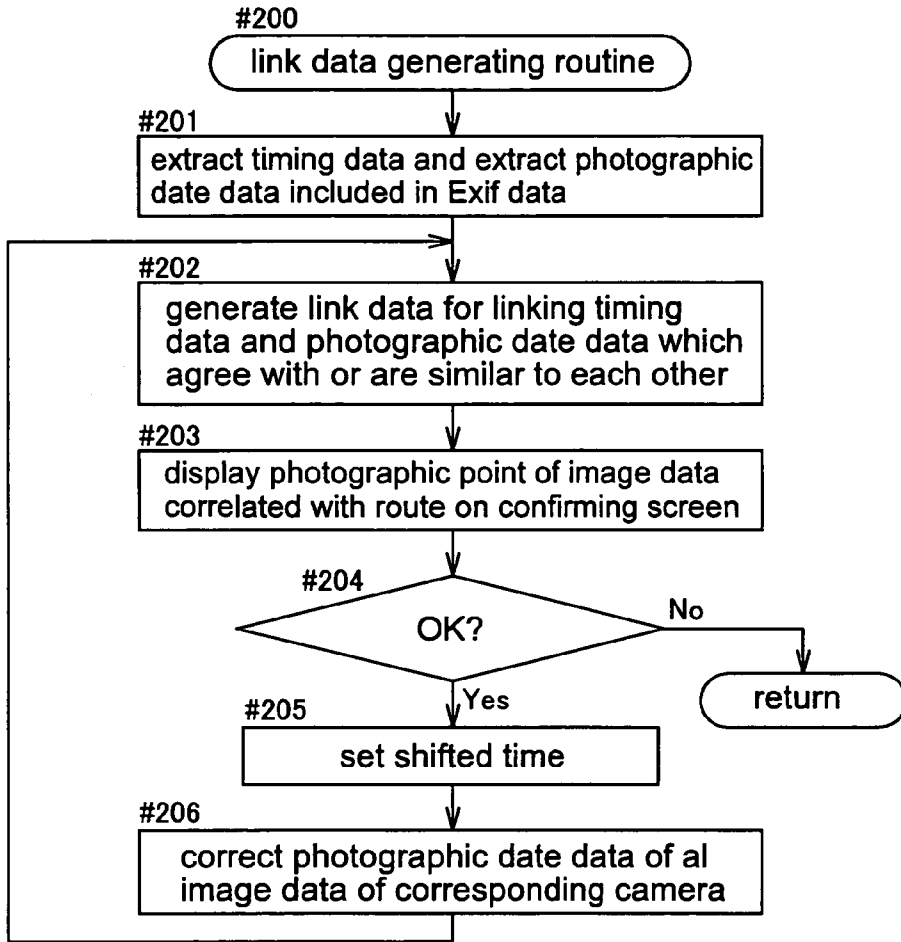 #200
link data generating routine
#201
extract timing data and extract photographic
date data included in Exif data
#202
generate link data for linking timing
data and photographic date data which
agree with or are similar to each other
#203
display photographic point of image data
correlated with route on confirming screen
#204
OK?
No
return
Yes
#205
set shifted time
#206
correct photographic date data of al
image data of corresponding camera